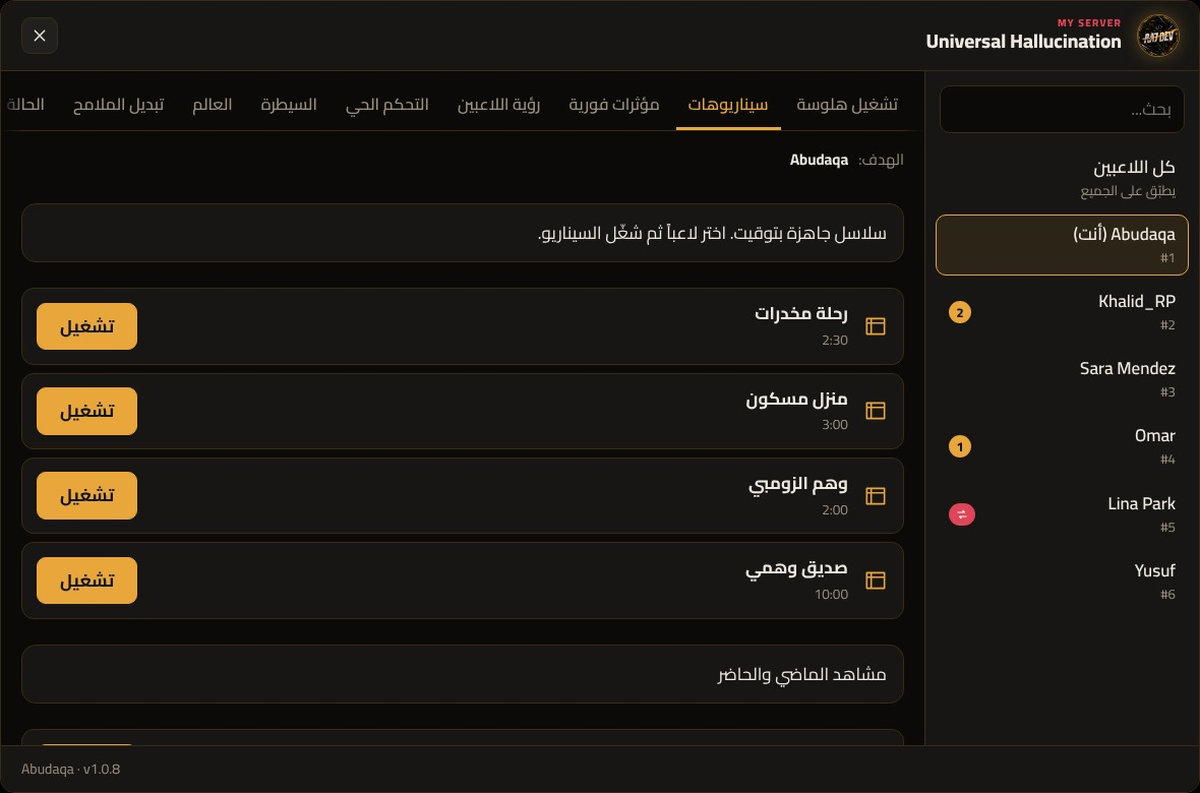 MY SERVER
Universal Hallucination
RAY-DEV
بحث...
كل اللاعبين
يطبّق على الجميع
Abudaqa (أنت)
#1
Khalid_RP
#2
2
Sara Mendez
#3
Omar
#4
1
Lina Park
#5
Yusuf
#6
تشغيل هلوسة
سيناريوهات
مؤثرات فورية
رؤية اللاعبين
التحكم الحي
السيطرة
العالم
تبديل الملامح
الحالة
الهدف: Abudaqa
سلاسل جاهزة بتوقيت. اختر لاعباً ثم شغّل السيناريو.
رحلة مخدرات
2:30
تشغيل
منزل مسكون
3:00
تشغيل
وهم الزومبي
2:00
تشغيل
صديق وهمي
10:00
تشغيل
مشاهد الماضي والحاضر
Abudaqa · v1.0.8